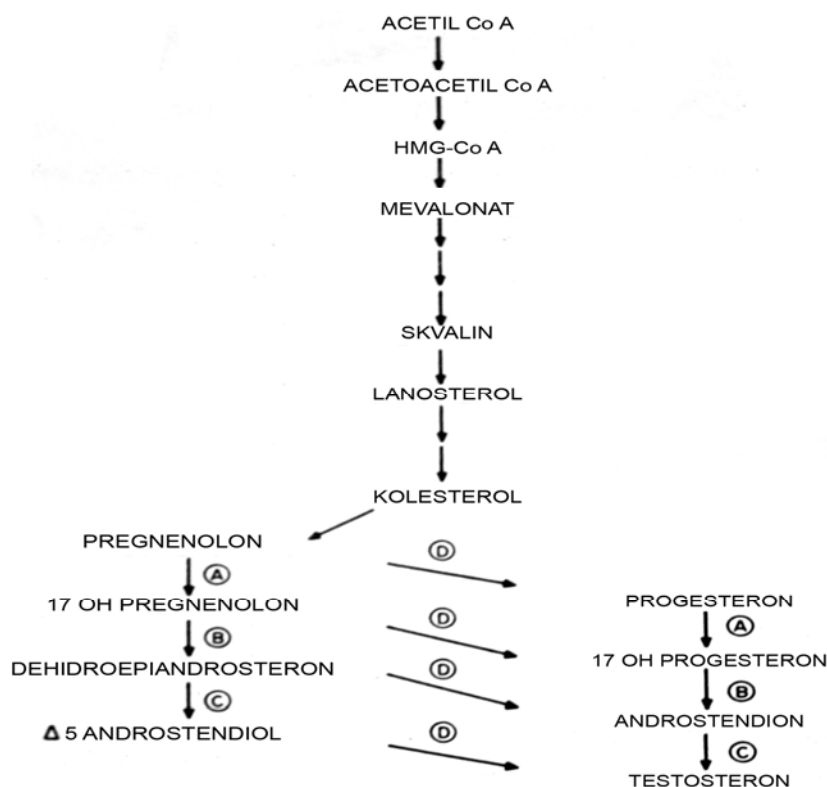 ACETIL Co A
ACETOACETIL Co A
HMG-Co A
MEVALONAT
SKVALIN
LANOSTEROL
KOLESTEROL
PREGNENOLON
A
17 OH PREGNENOLON
B
DEHIDROEPIANDROSTERON
C
Δ 5 ANDROSTENDIOL
D
D
D
D
PROGESTERON
A
17 OH PROGESTERON
B
ANDROSTENDION
C
TESTOSTERON